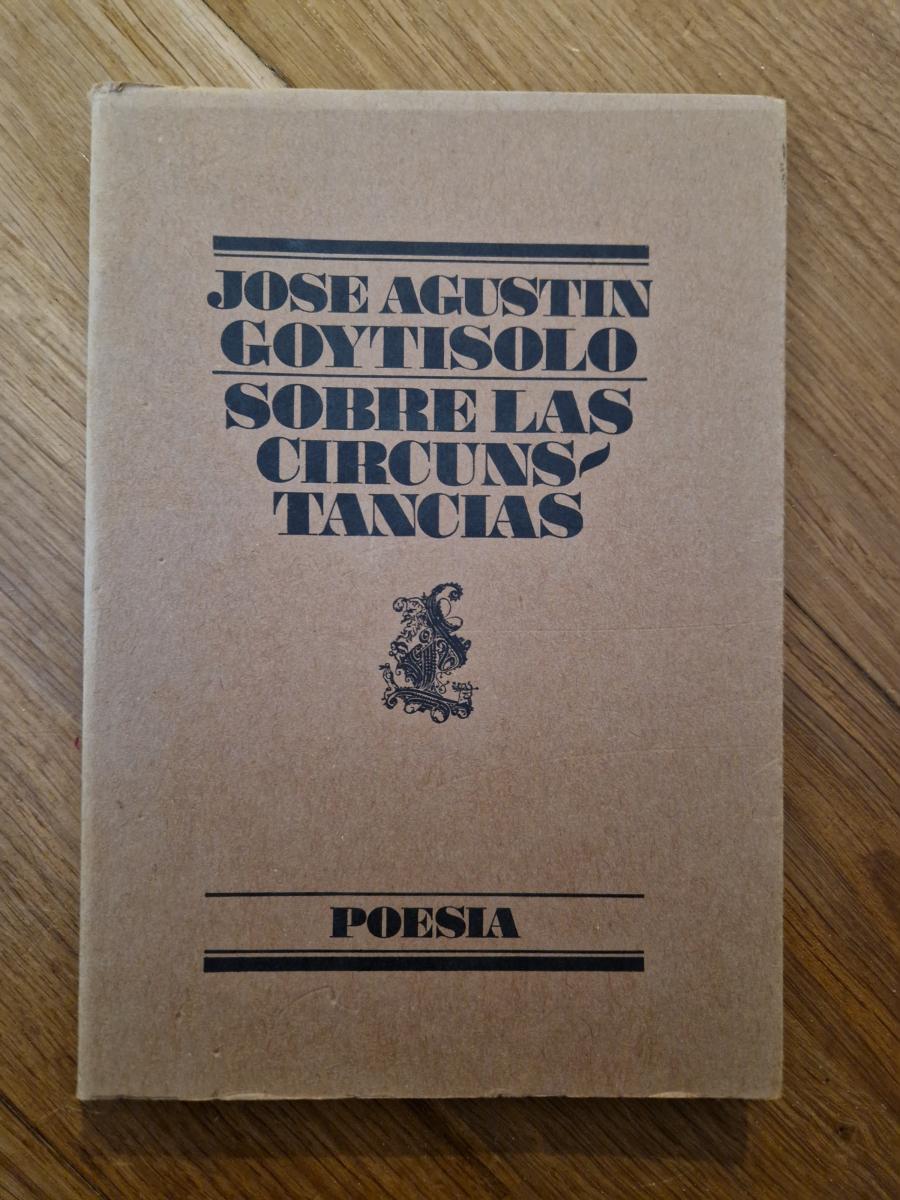 JOSE AGUSTIN
GOYTISOLO
SOBRE LAS
CIRCUNS-
TANCIAS
POESIA